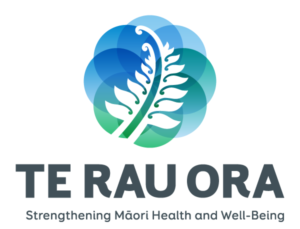 TE RAU ORA
Strengthening Māori Health and Well-Being